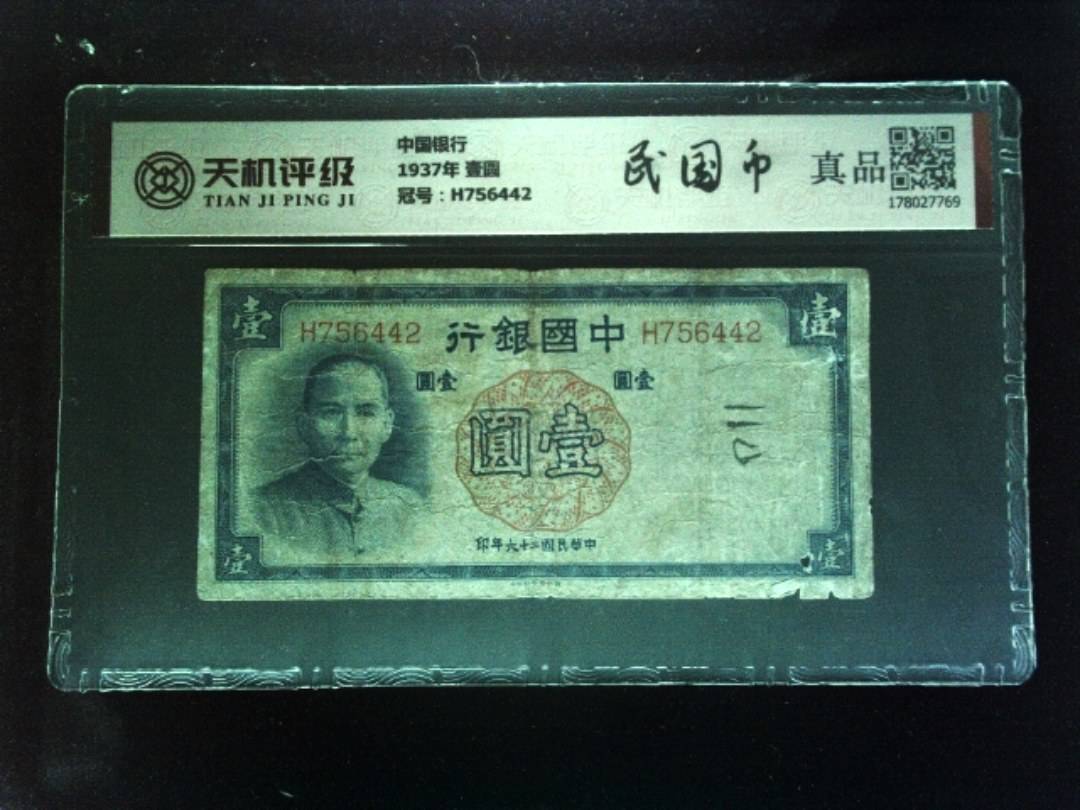 天机评级
TIAN JI PING JI
中国银行
1937年 壹圆
冠号：H756442
民国币
真品
178027769
壹
壹
H756442
中國銀行
H756442
壹圓
壹圓
壹圓
中華民國二十六年印
壹
壹